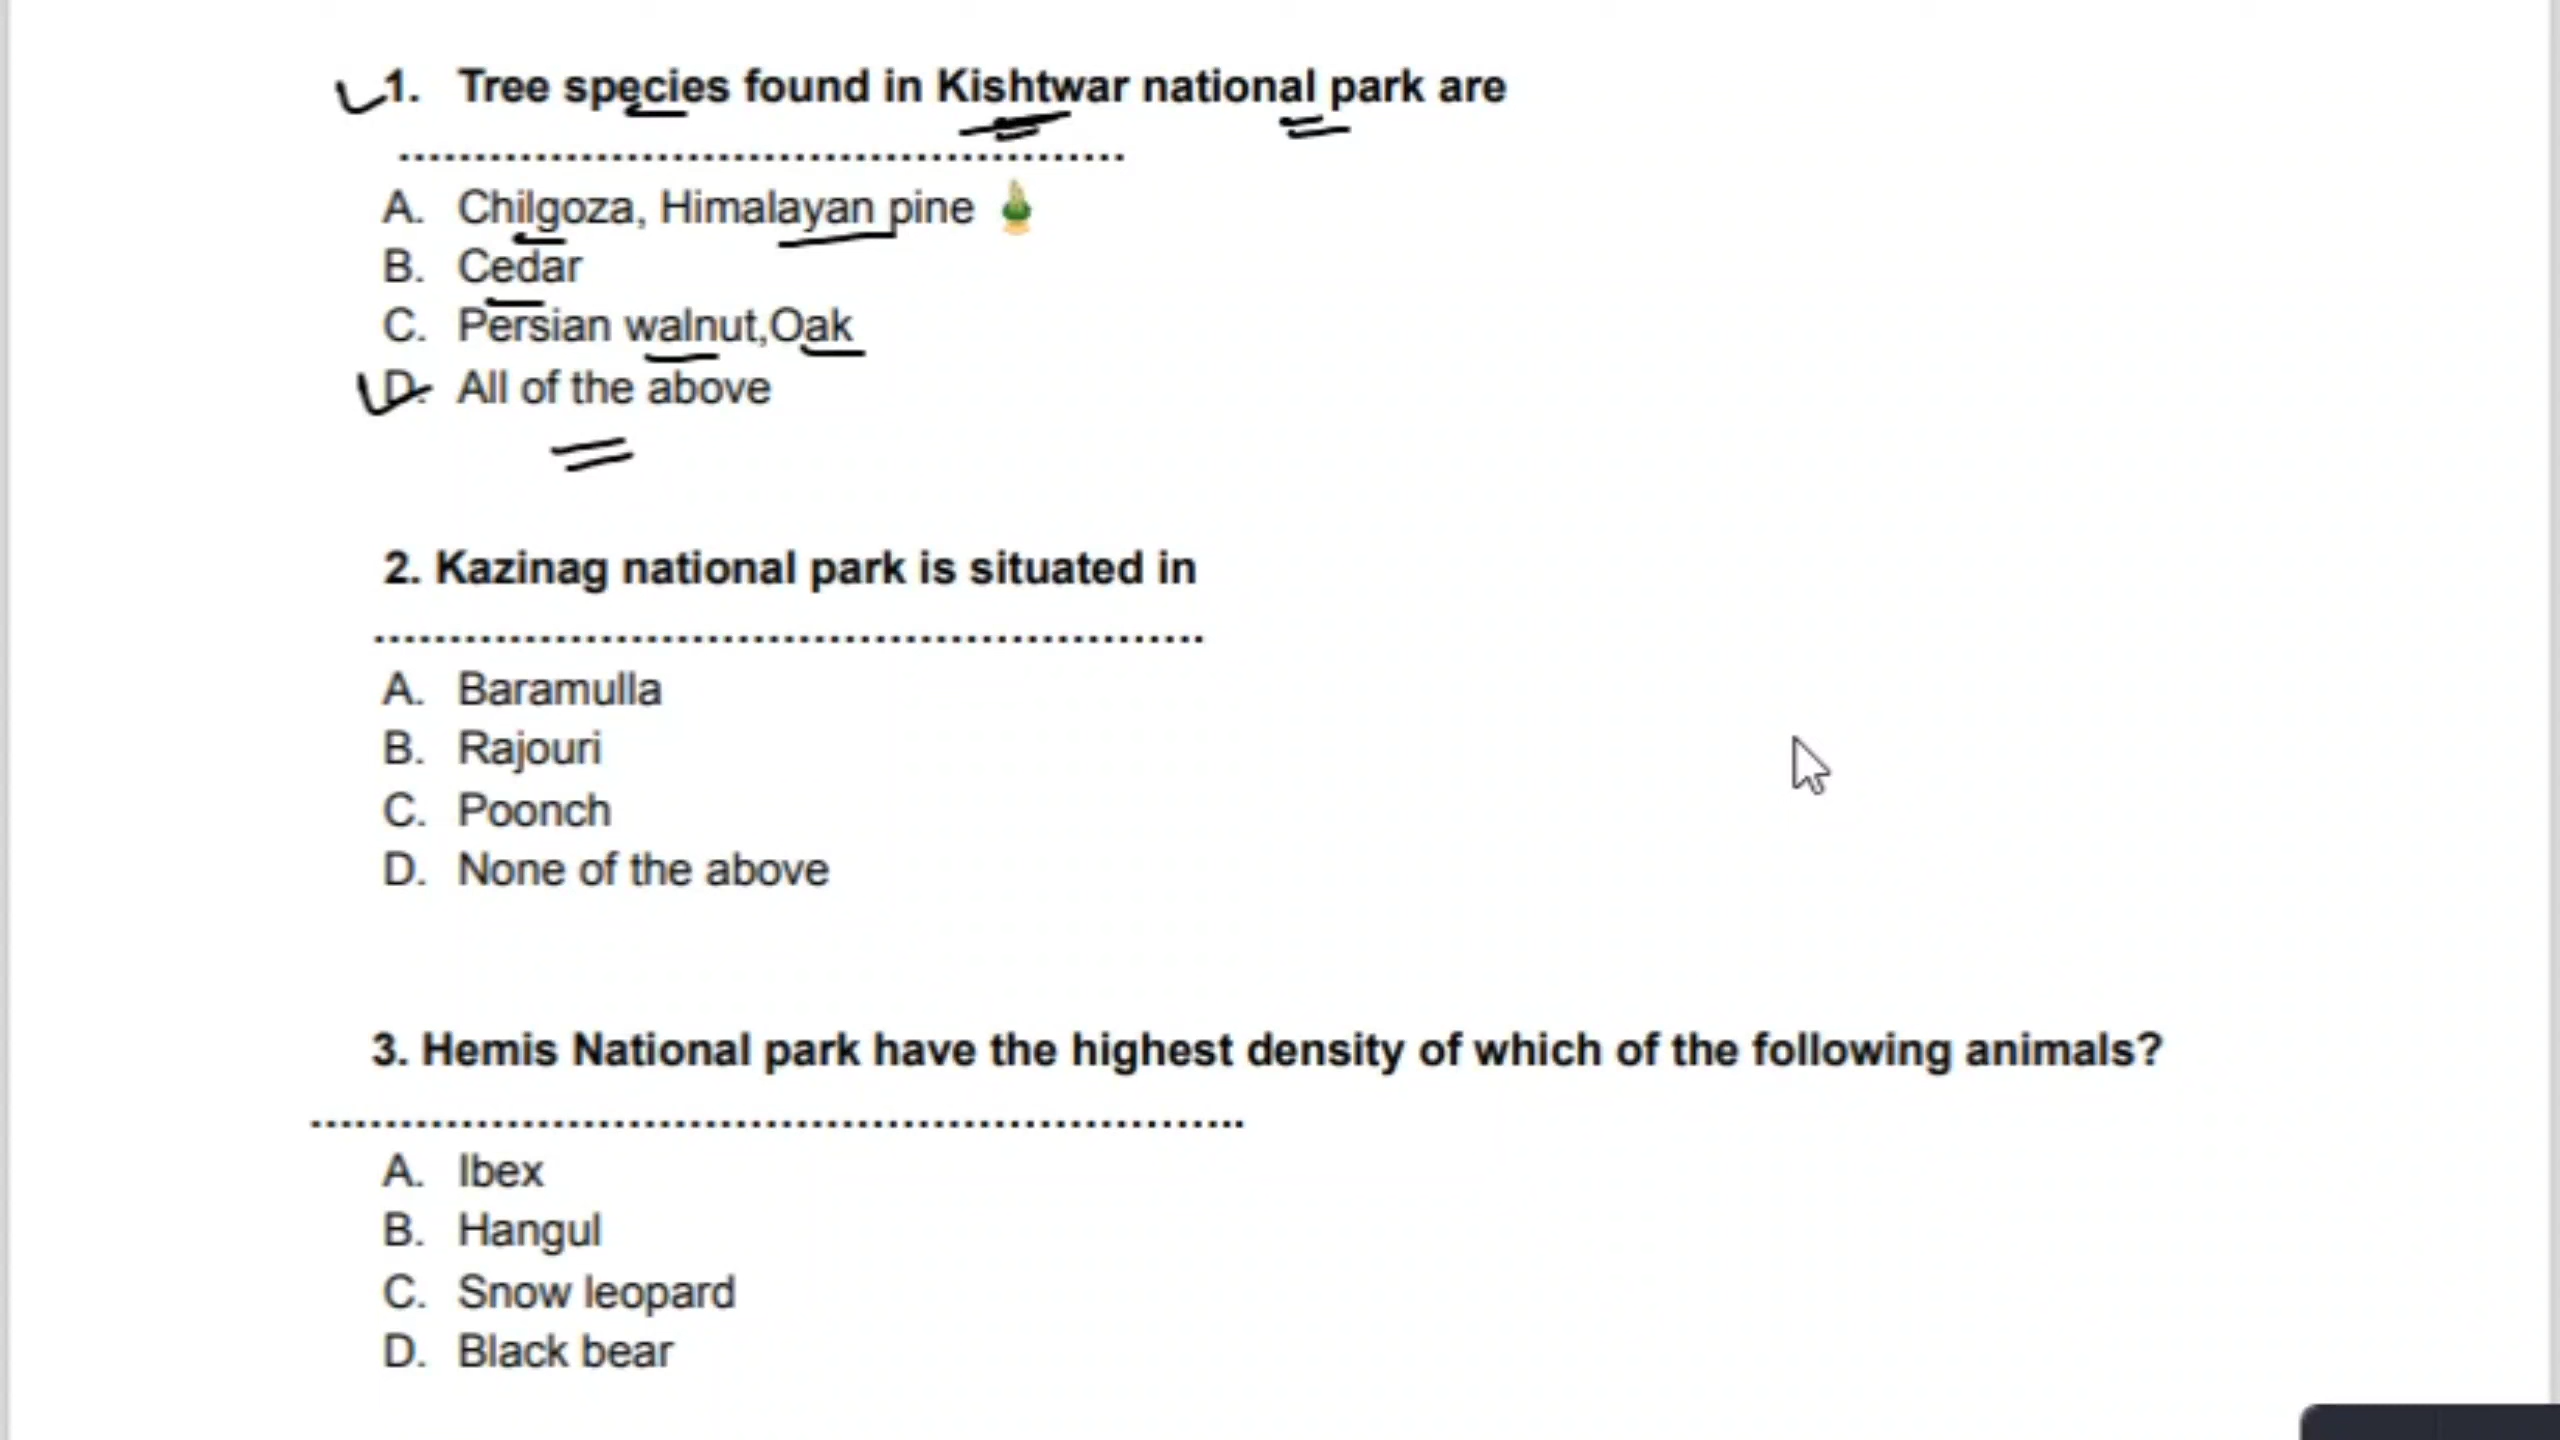 1. Tree species found in Kishtwar national park are
........................................................
A. Chilgoza, Himalayan pine 🎍
B. Cedar
C. Persian walnut,Oak
D. All of the above
2. Kazinag national park is situated in
........................................................
A. Baramulla
B. Rajouri
C. Poonch
D. None of the above
3. Hemis National park have the highest density of which of the following animals?
...............................................................
A. Ibex
B. Hangul
C. Snow leopard
D. Black bear